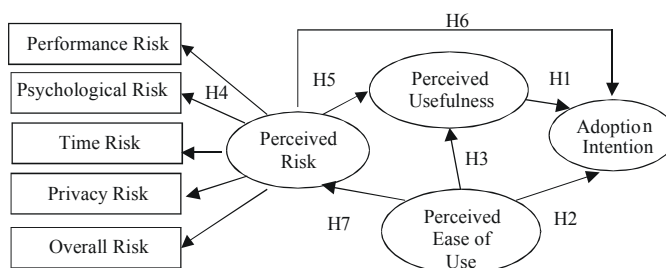 H6
Performance Risk
Psychological Risk
H4
H5
Perceived
Usefulness
H1
Time Risk
Perceived
Risk
Adoption
Intention
H3
Privacy Risk
H7
Perceived
Ease of
Use
H2
Overall Risk